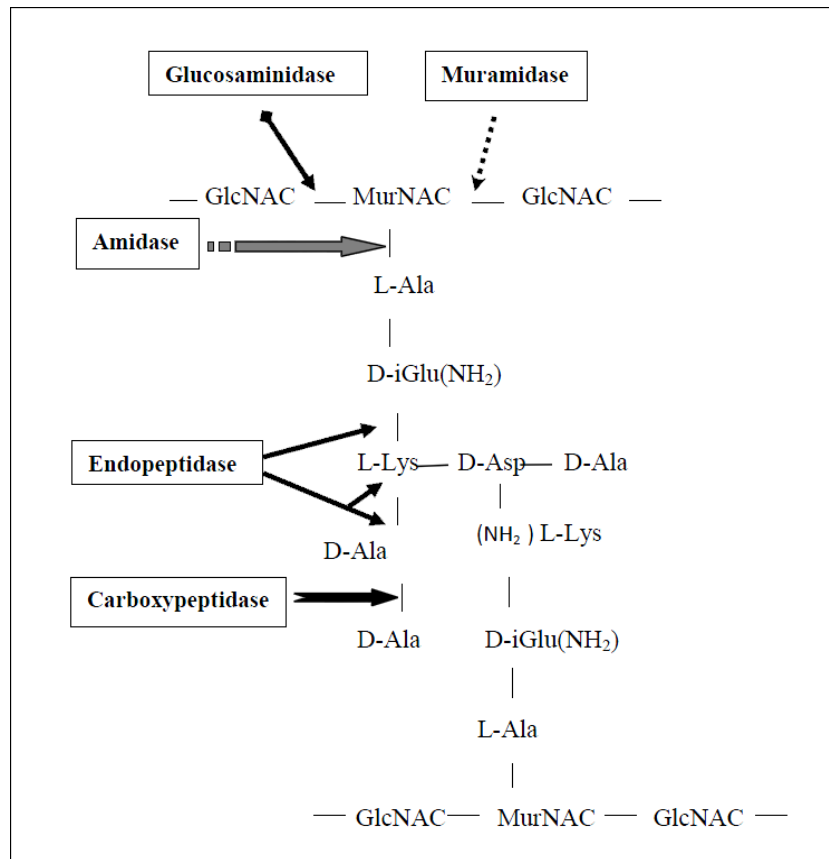 Glucosaminidase Muramidase
— GlcNAC — MurNAC — GlcNAC —
Amidase
L-Ala
D-iGlu(NH₂)
Endopeptidase L-Lys — D-Asp — D-Ala
(NH₂ ) L-Lys
D-Ala
Carboxypeptidase
D-Ala D-iGlu(NH₂)
L-Ala
— GlcNAC — MurNAC — GlcNAC —